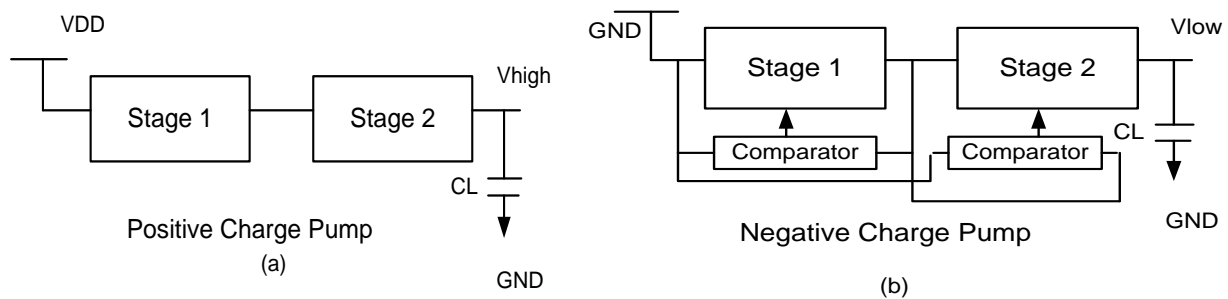 VDD
Stage 1
Stage 2
Vhigh
CL
GND
Positive Charge Pump
(a)
GND
Stage 1
Stage 2
Vlow
Comparator
Comparator
CL
GND
Negative Charge Pump
(b)